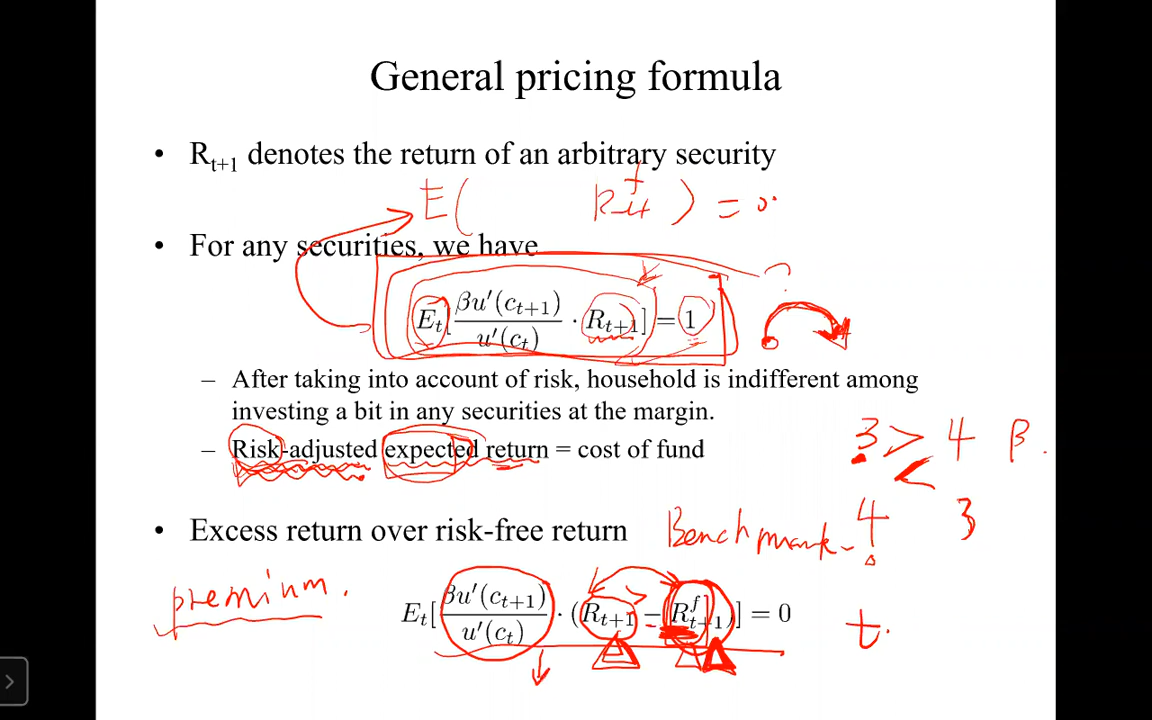 General pricing formula
• R_{t+1} denotes the return of an arbitrary security
E( R^f_{t+1} ) =
• For any securities, we have
?
E_t[ βu'(c_{t+1}) / u'(c_t) · R_{t+1} ] = 1
– After taking into account of risk, household is indifferent among
investing a bit in any securities at the margin.
3 > 4 β.
<
– Risk-adjusted expected return = cost of fund
4 3
• Excess return over risk-free return Benchmark
premium.
E_t[ βu'(c_{t+1}) / u'(c_t) · (R_{t+1} − R^f_{t+1}) ] = 0
>
t.